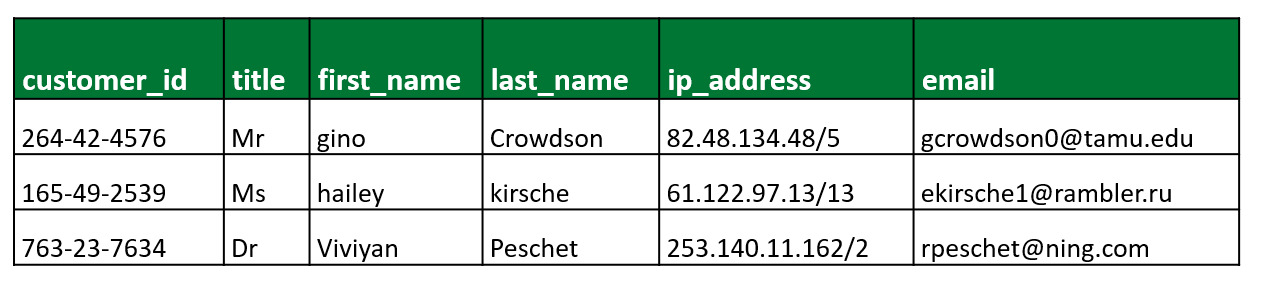 customer_id title first_name last_name ip_address email
264-42-4576 Mr gino Crowdson 82.48.134.48/5 gcrowdson0@tamu.edu
165-49-2539 Ms hailey kirsche 61.122.97.13/13 ekirsche1@rambler.ru
763-23-7634 Dr Viviyan Peschet 253.140.11.162/2 rpeschet@ning.com